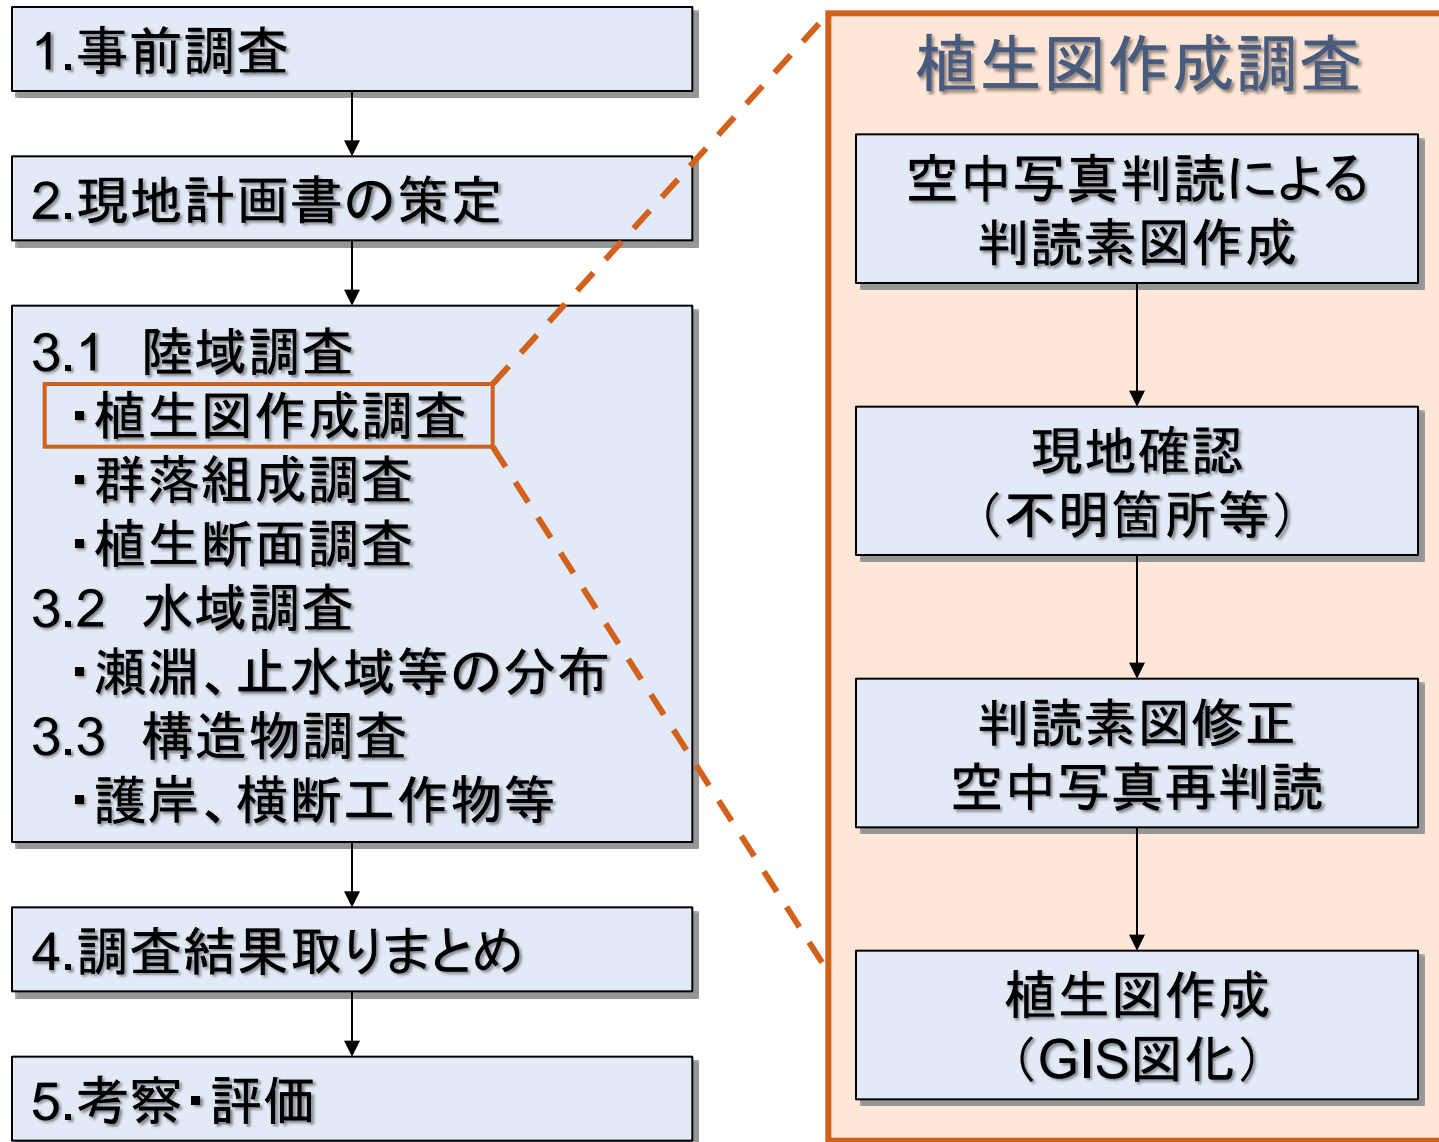 1.事前調査
2.現地計画書の策定
3.1　陸域調査
・植生図作成調査
・群落組成調査
・植生断面調査
3.2　水域調査
・瀬淵、止水域等の分布
3.3　構造物調査
・護岸、横断工作物等
4.調査結果取りまとめ
5.考察・評価
植生図作成調査
空中写真判読による
判読素図作成
現地確認
（不明箇所等）
判読素図修正
空中写真再判読
植生図作成
（GIS図化）